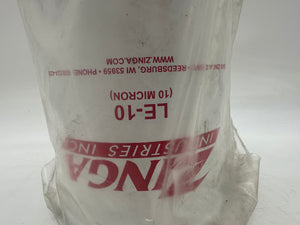 ZINGA
INDUSTRIES INC
LE-10
(10 MICRON)
REEDSBURG, WI 53959 • PHONE
WWW.ZINGA.COM